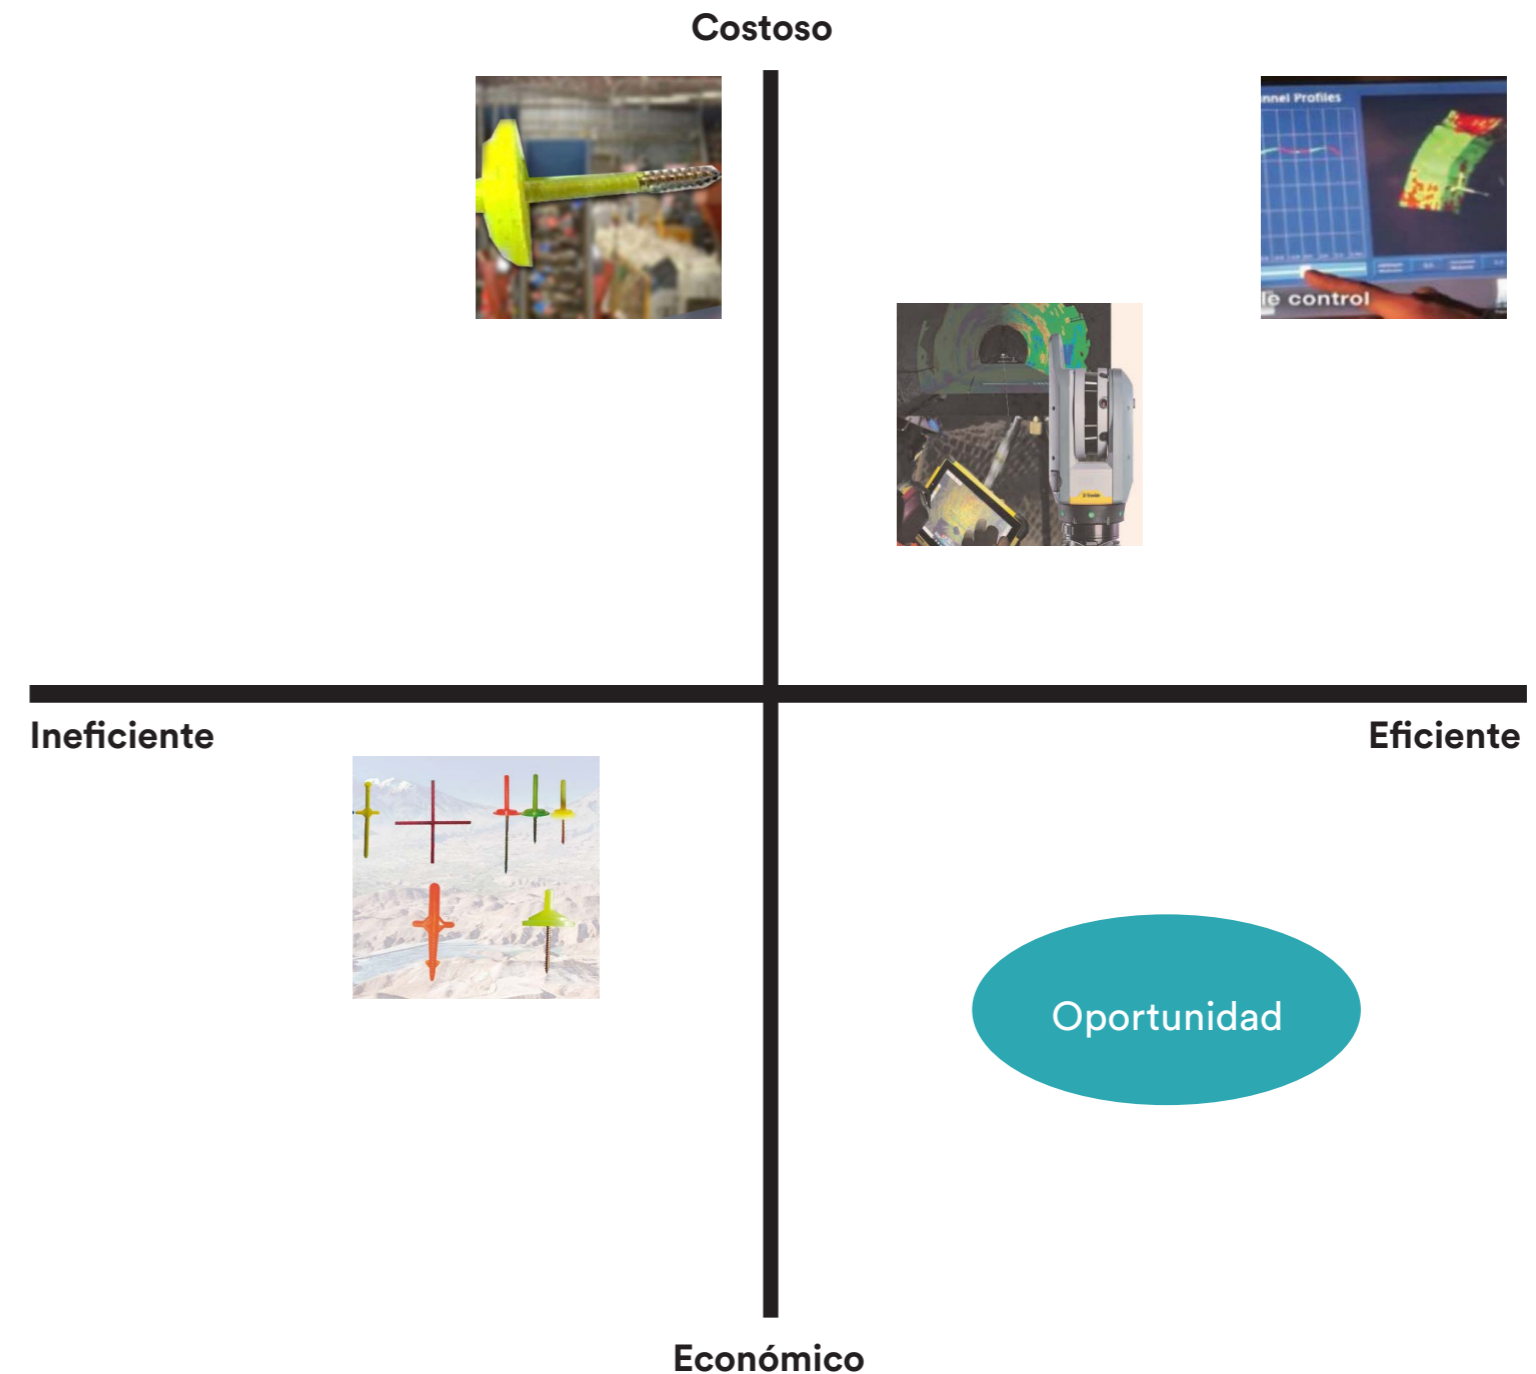 Costoso
nnel Profiles
le control
Ineficiente
Eficiente
Oportunidad
Económico